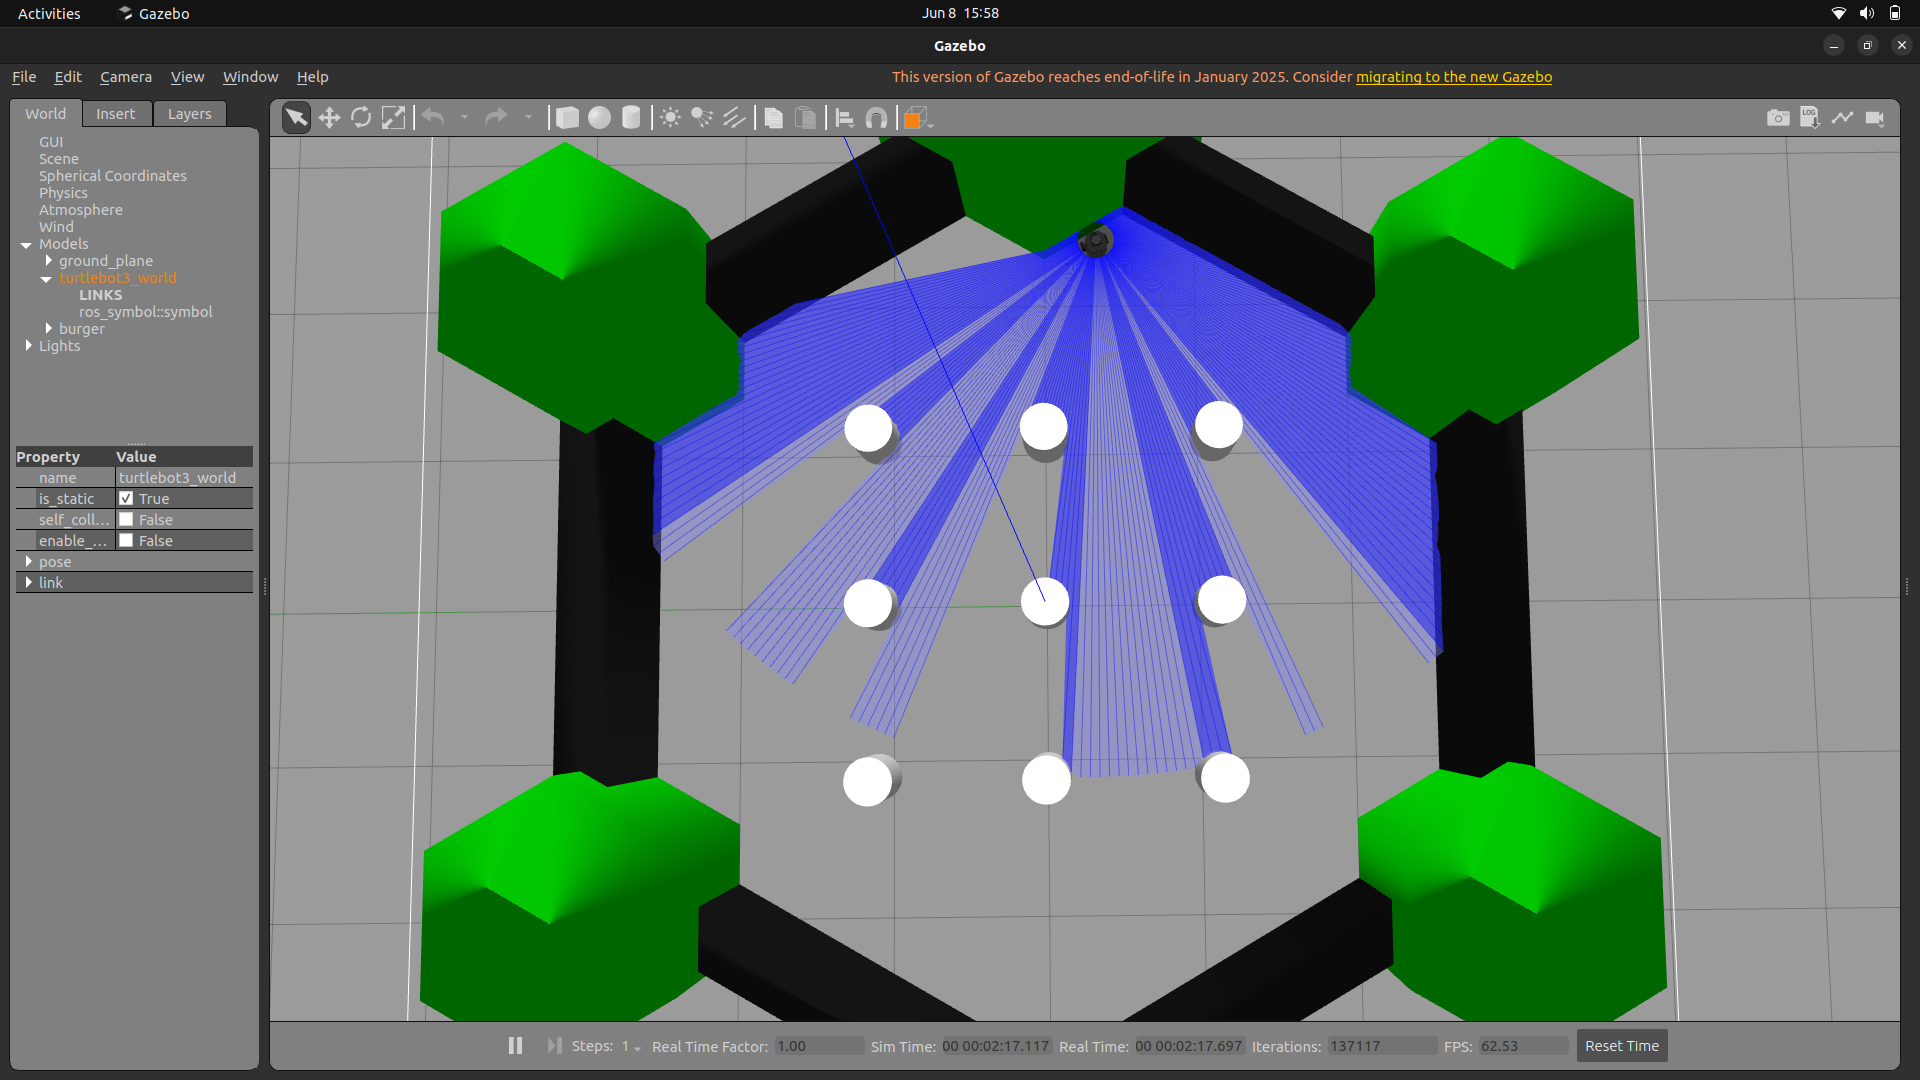 Activities Gazebo Jun 8 15:58
Gazebo
File Edit Camera View Window Help This version of Gazebo reaches end-of-life in January 2025. Consider migrating to the new Gazebo
World Insert Layers
LOG
GUI
Scene
Spherical Coordinates
Physics
Atmosphere
Wind
Models
ground_plane
turtlebot3_world
LINKS
ros_symbol::symbol
burger
Lights
Property Value
name turtlebot3_world
is_static True
self_coll... False
enable_... False
pose
link
Steps: 1 Real Time Factor: 1.00 Sim Time: 00 00:02:17.117 Real Time: 00 00:02:17.697 Iterations: 137117 FPS: 62.53 Reset Time